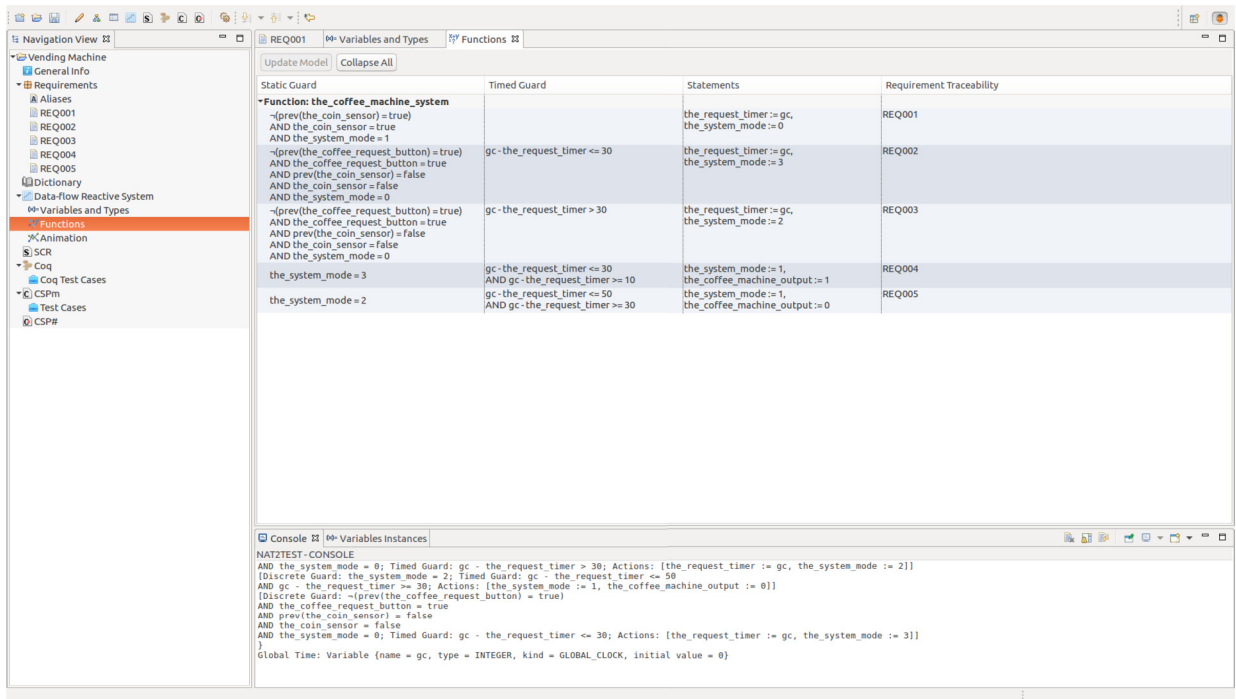 Navigation View
Vending Machine
General Info
Requirements
Aliases
REQ001
REQ002
REQ003
REQ004
REQ005
Dictionary
Data-flow Reactive System
Variables and Types
Functions
Animation
SCR
Coq
Coq Test Cases
CSPm
Test Cases
CSP#
REQ001 Variables and Types Functions
Update Model Collapse All
Static Guard Timed Guard Statements Requirement Traceability
Function: the_coffee_machine_system
¬(prev(the_coin_sensor) = true) the_request_timer := gc, REQ001
AND the_coin_sensor = true the_system_mode := 0
AND the_system_mode = 1
¬(prev(the_coffee_request_button) = true) gc - the_request_timer <= 30 the_request_timer := gc, REQ002
AND the_coffee_request_button = true the_system_mode := 3
AND prev(the_coin_sensor) = false
AND the_coin_sensor = false
AND the_system_mode = 0
¬(prev(the_coffee_request_button) = true) gc - the_request_timer > 30 the_request_timer := gc, REQ003
AND the_coffee_request_button = true the_system_mode := 2
AND prev(the_coin_sensor) = false
AND the_coin_sensor = false
AND the_system_mode = 0
the_system_mode = 3 gc - the_request_timer <= 30 the_system_mode := 1, REQ004
AND gc - the_request_timer >= 10 the_coffee_machine_output := 1
the_system_mode = 2 gc - the_request_timer <= 50 the_system_mode := 1, REQ005
AND gc - the_request_timer >= 30 the_coffee_machine_output := 0
Console Variables Instances
NAT2TEST - CONSOLE
AND the_system_mode = 0; Timed Guard: gc - the_request_timer > 30; Actions: [the_request_timer := gc, the_system_mode := 2]]
[Discrete Guard: the_system_mode = 2; Timed Guard: gc - the_request_timer <= 50
AND gc - the_request_timer >= 30; Actions: [the_system_mode := 1, the_coffee_machine_output := 0]]
[Discrete Guard: ¬(prev(the_coffee_request_button) = true)
AND the_coffee_request_button = true
AND prev(the_coin_sensor) = false
AND the_coin_sensor = false
AND the_system_mode = 0; Timed Guard: gc - the_request_timer <= 30; Actions: [the_request_timer := gc, the_system_mode := 3]]
}
Global Time: Variable {name = gc, type = INTEGER, kind = GLOBAL_CLOCK, initial value = 0}